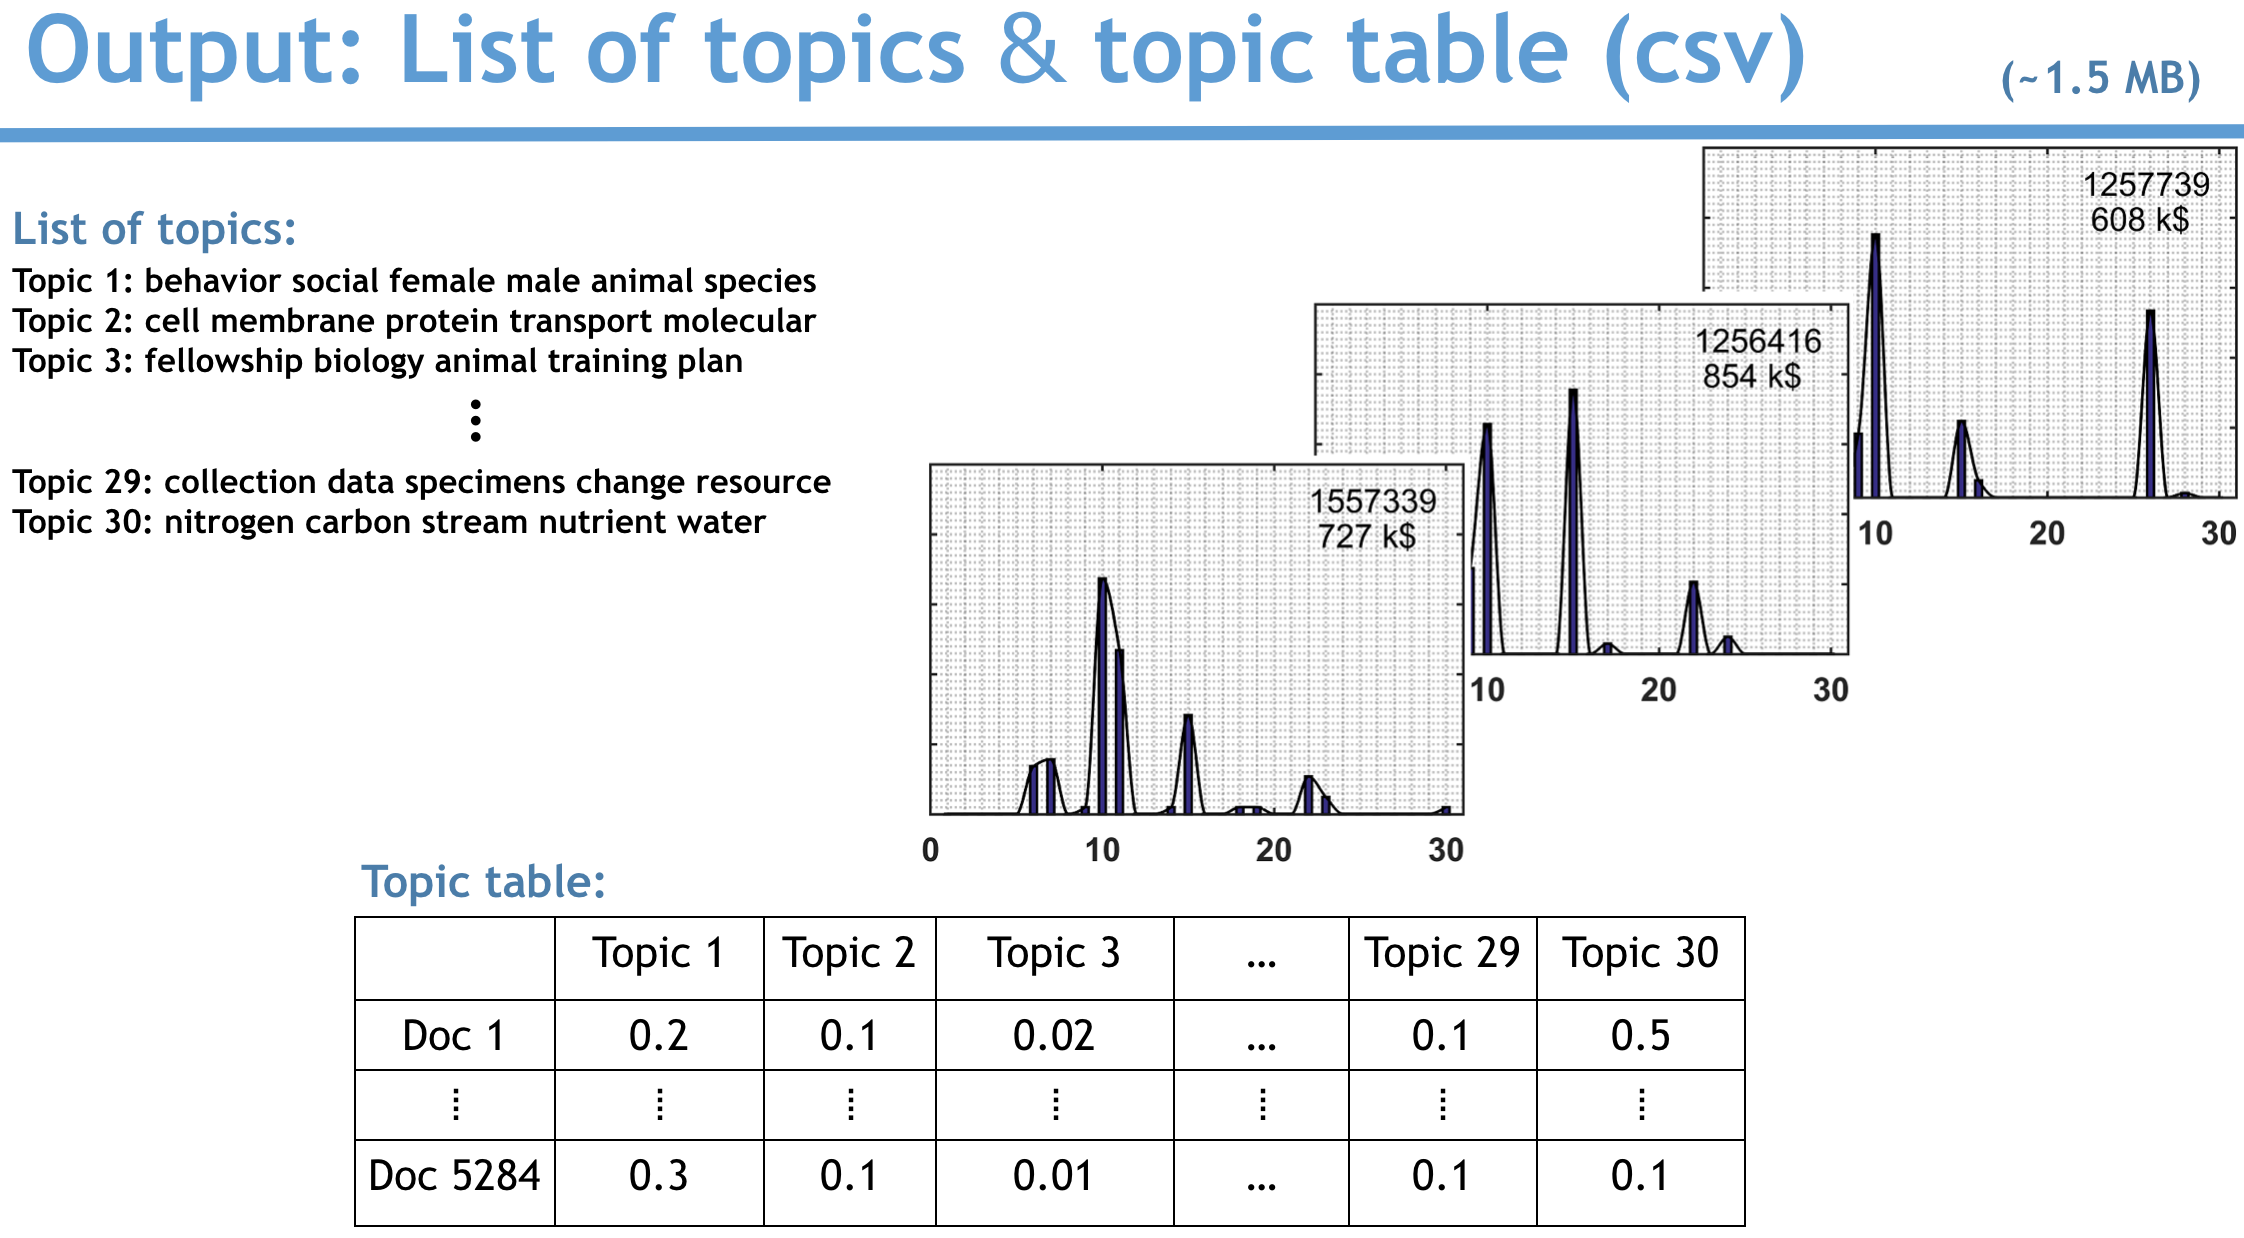 Output: List of topics & topic table (csv)
(~1.5 MB)
List of topics:
Topic 1: behavior social female male animal species
Topic 2: cell membrane protein transport molecular
Topic 3: fellowship biology animal training plan
⋮
Topic 29: collection data specimens change resource
Topic 30: nitrogen carbon stream nutrient water
1257739
608 k$
10 20 30
1256416
854 k$
10 20 30
1557339
727 k$
0 10 20 30
Topic table:
Topic 1 Topic 2 Topic 3 … Topic 29 Topic 30
Doc 1 0.2 0.1 0.02 … 0.1 0.5
⋮ ⋮ ⋮ ⋮ ⋮ ⋮ ⋮
Doc 5284 0.3 0.1 0.01 … 0.1 0.1